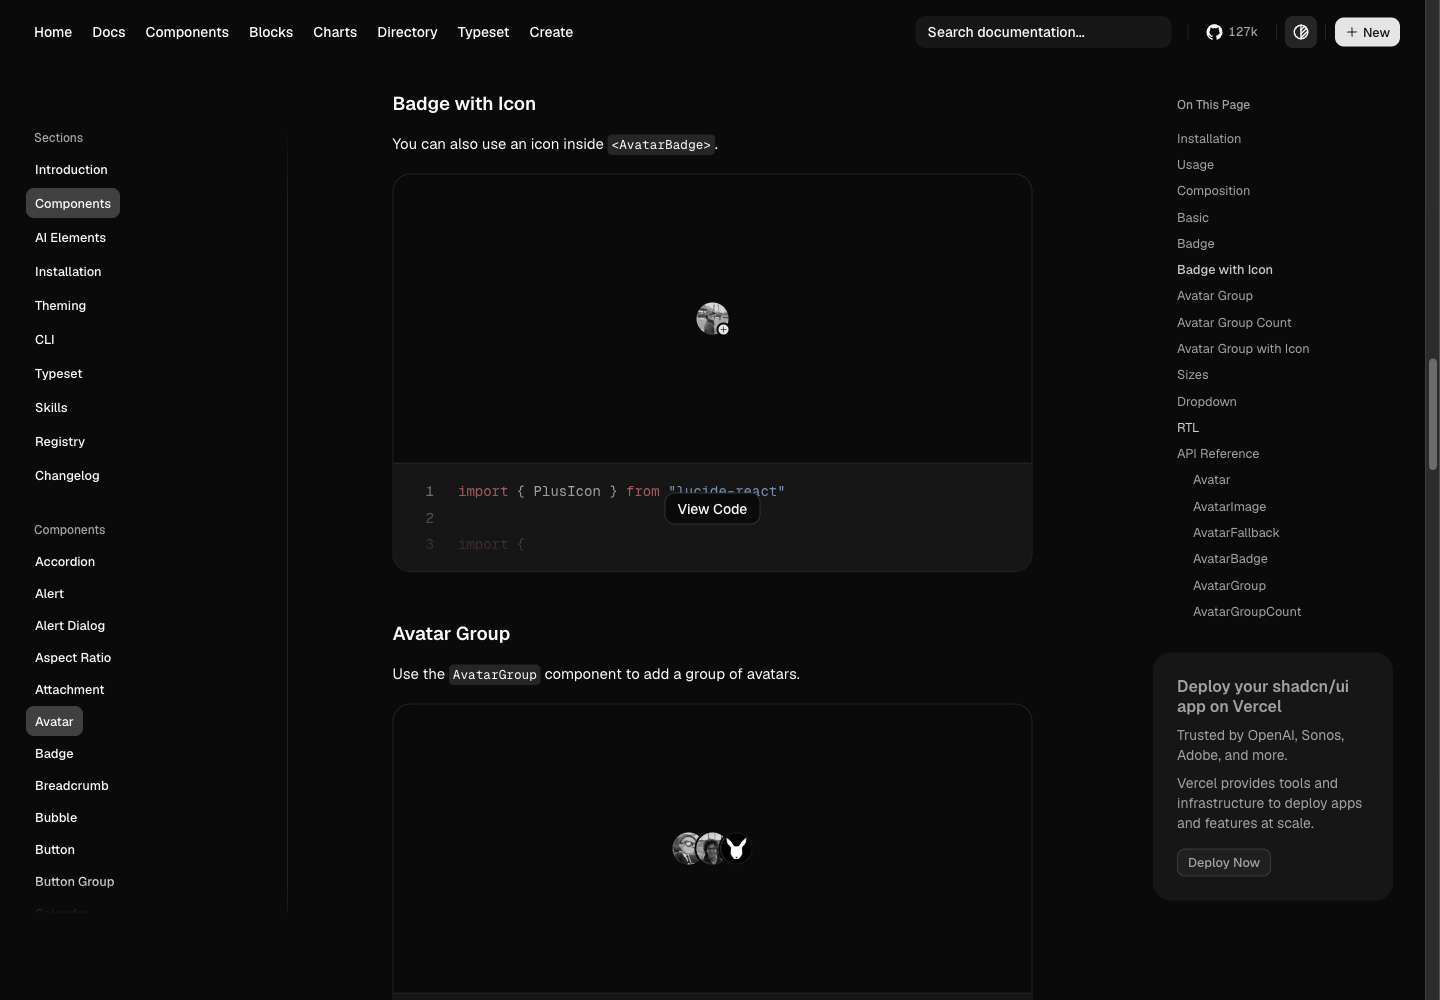 Home Docs Components Blocks Charts Directory Typeset Create
Search documentation...
127k
New
Sections
Introduction
Components
AI Elements
Installation
Theming
CLI
Typeset
Skills
Registry
Changelog
Components
Accordion
Alert
Alert Dialog
Aspect Ratio
Attachment
Avatar
Badge
Breadcrumb
Bubble
Button
Button Group
Calendar
Badge with Icon
You can also use an icon inside <AvatarBadge>.
1 import { PlusIcon } from "lucide-react"
View Code
2
3 import {
Avatar Group
Use the AvatarGroup component to add a group of avatars.
On This Page
Installation
Usage
Composition
Basic
Badge
Badge with Icon
Avatar Group
Avatar Group Count
Avatar Group with Icon
Sizes
Dropdown
RTL
API Reference
Avatar
AvatarImage
AvatarFallback
AvatarBadge
AvatarGroup
AvatarGroupCount
Deploy your shadcn/ui
app on Vercel
Trusted by OpenAI, Sonos,
Adobe, and more.
Vercel provides tools and
infrastructure to deploy apps
and features at scale.
Deploy Now